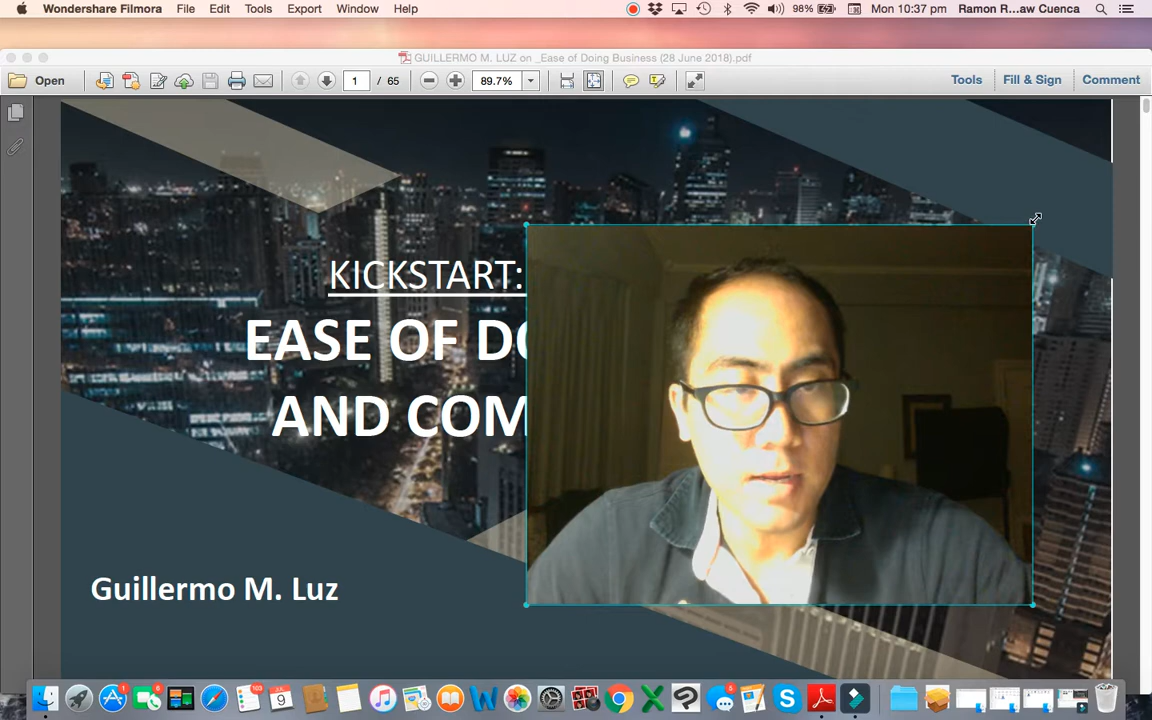 Wondershare Filmora File Edit Tools Export Window Help 98% Mon 10:37 pm Ramon R...aw Cuenca
GUILLERMO M. LUZ on _Ease of Doing Business (28 June 2018).pdf
Open 1 / 65 89.7% Tools Fill & Sign Comment
KICKSTART:
EASE OF DO
AND COM
Guillermo M. Luz